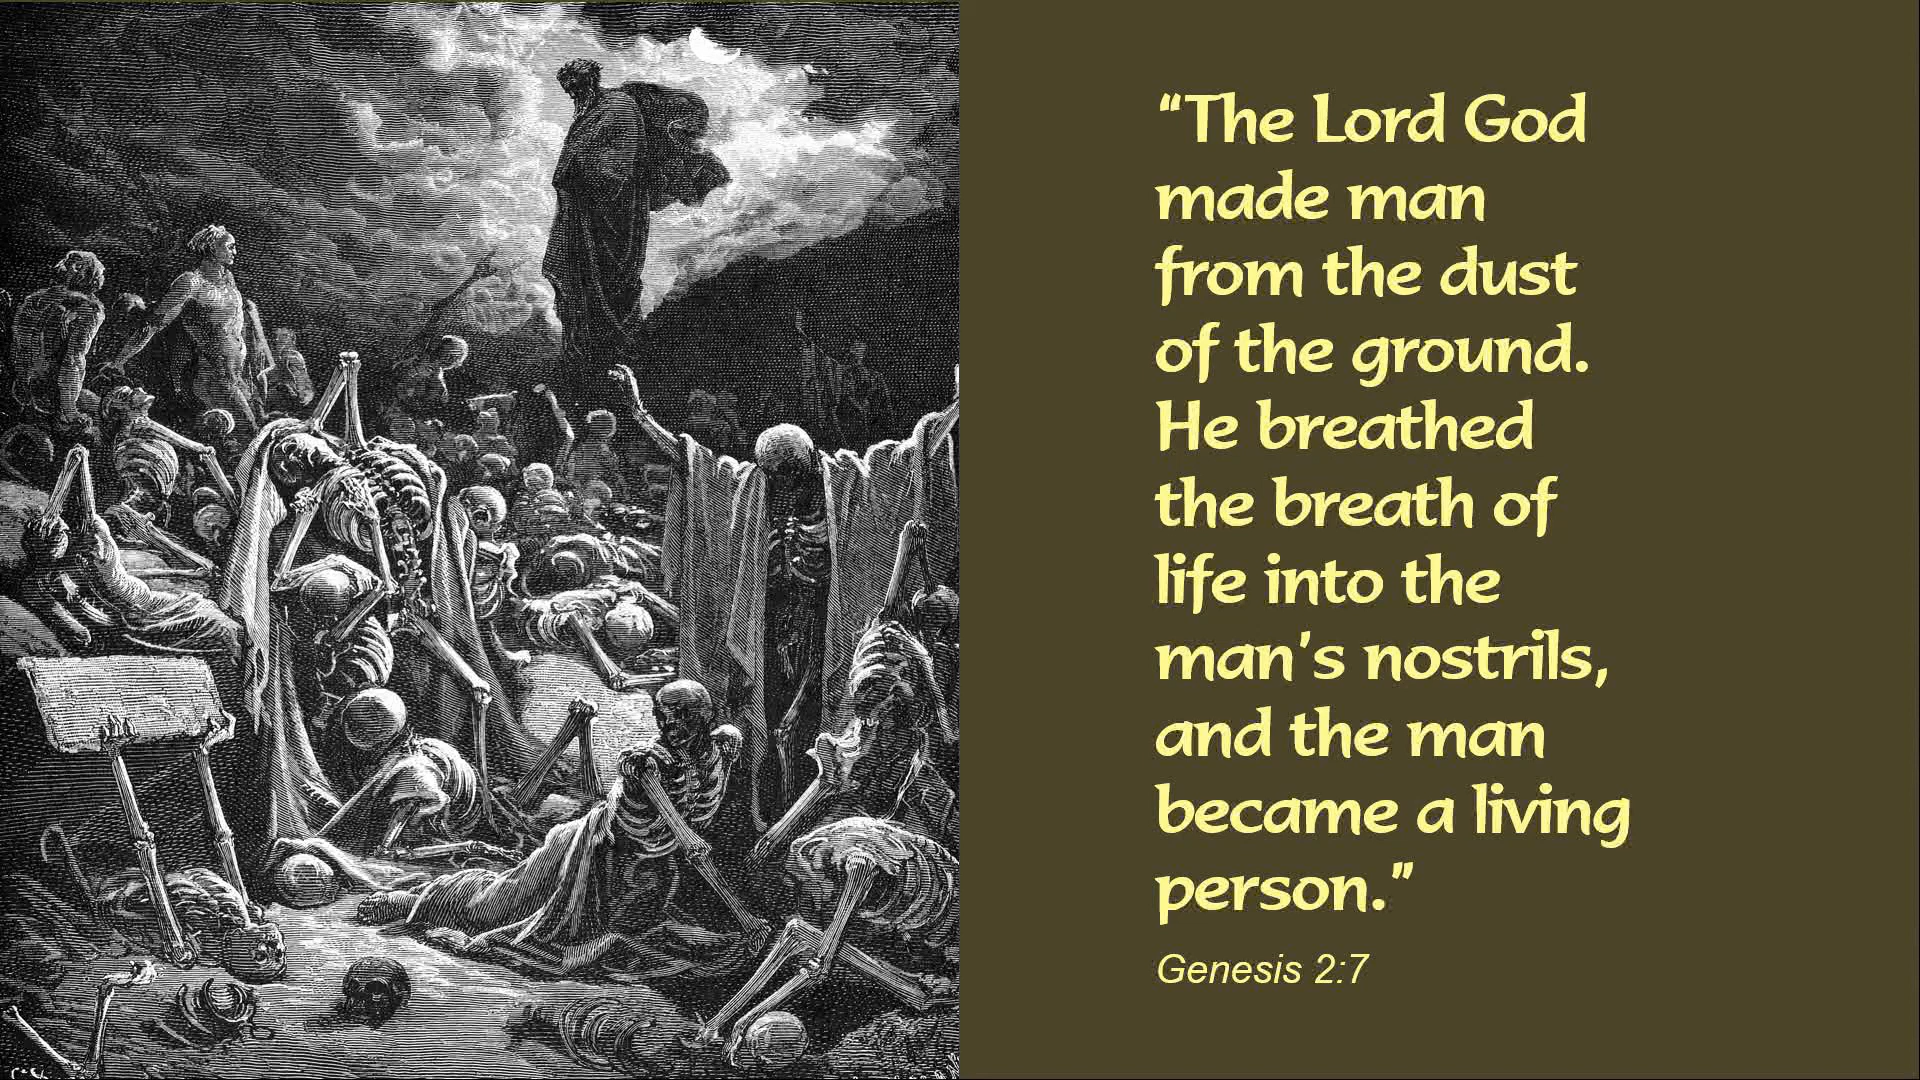 “The Lord God
made man
from the dust
of the ground.
He breathed
the breath of
life into the
man's nostrils,
and the man
became a living
person.”
Genesis 2:7